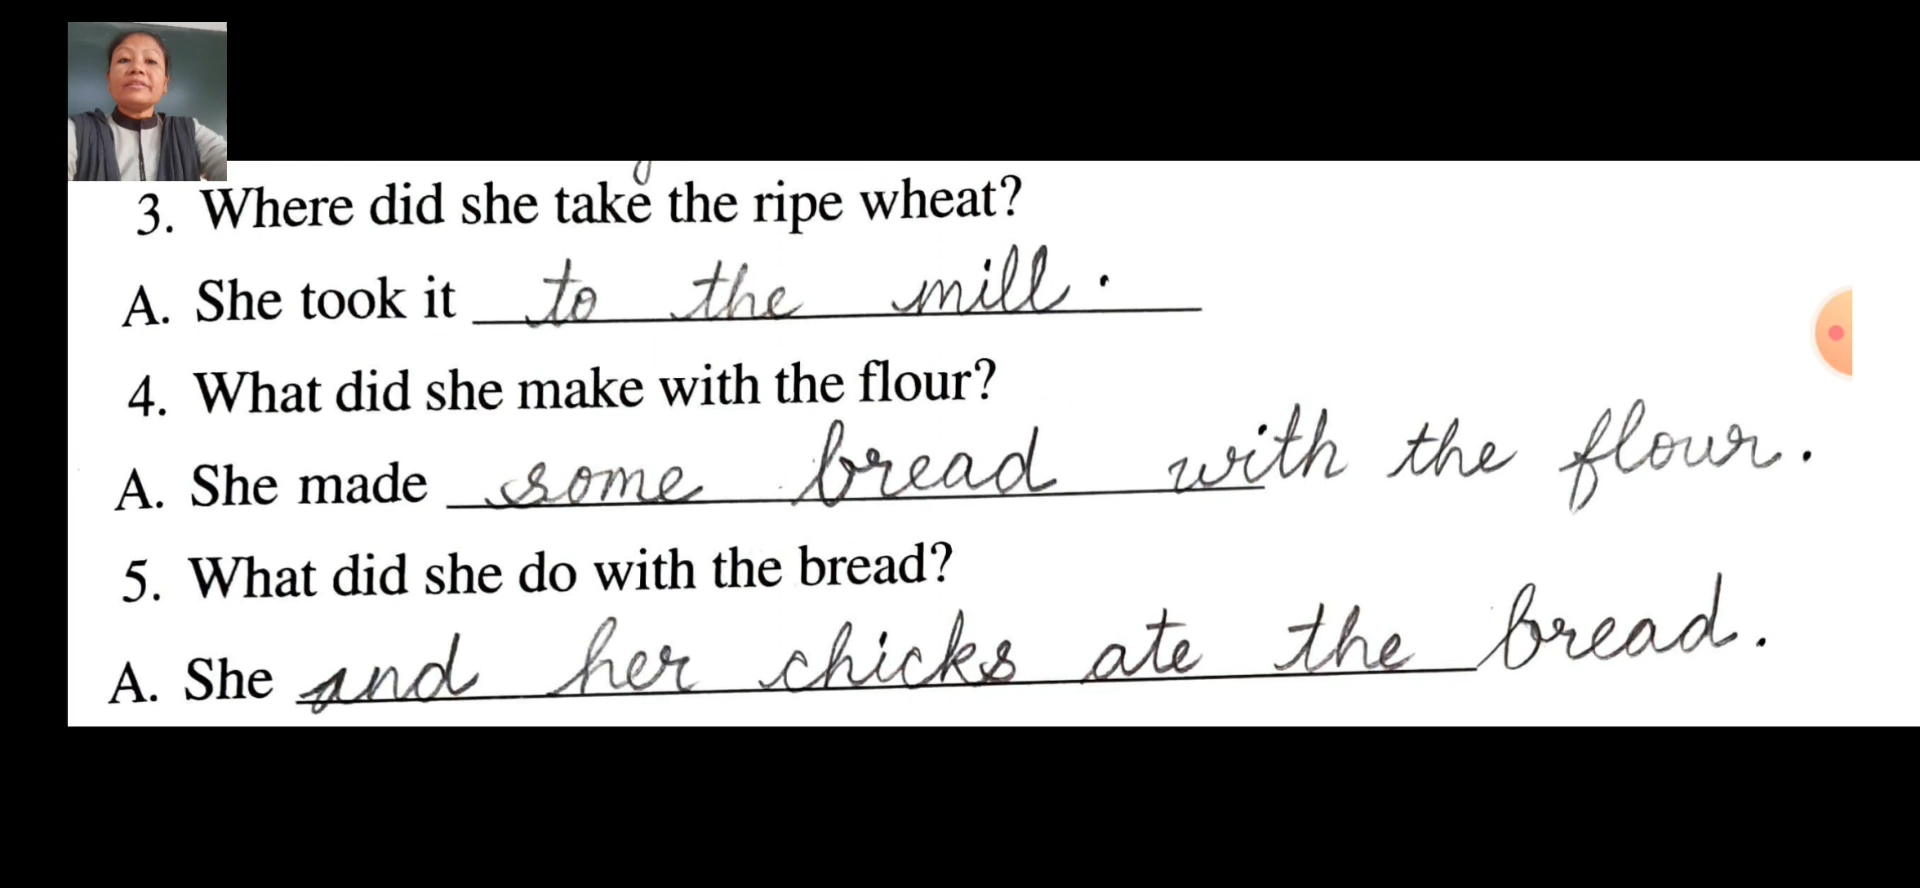 3. Where did she take the ripe wheat?
A. She took it to the mill.
4. What did she make with the flour?
A. She made some bread with the flour.
5. What did she do with the bread?
A. She and her chicks ate the bread.